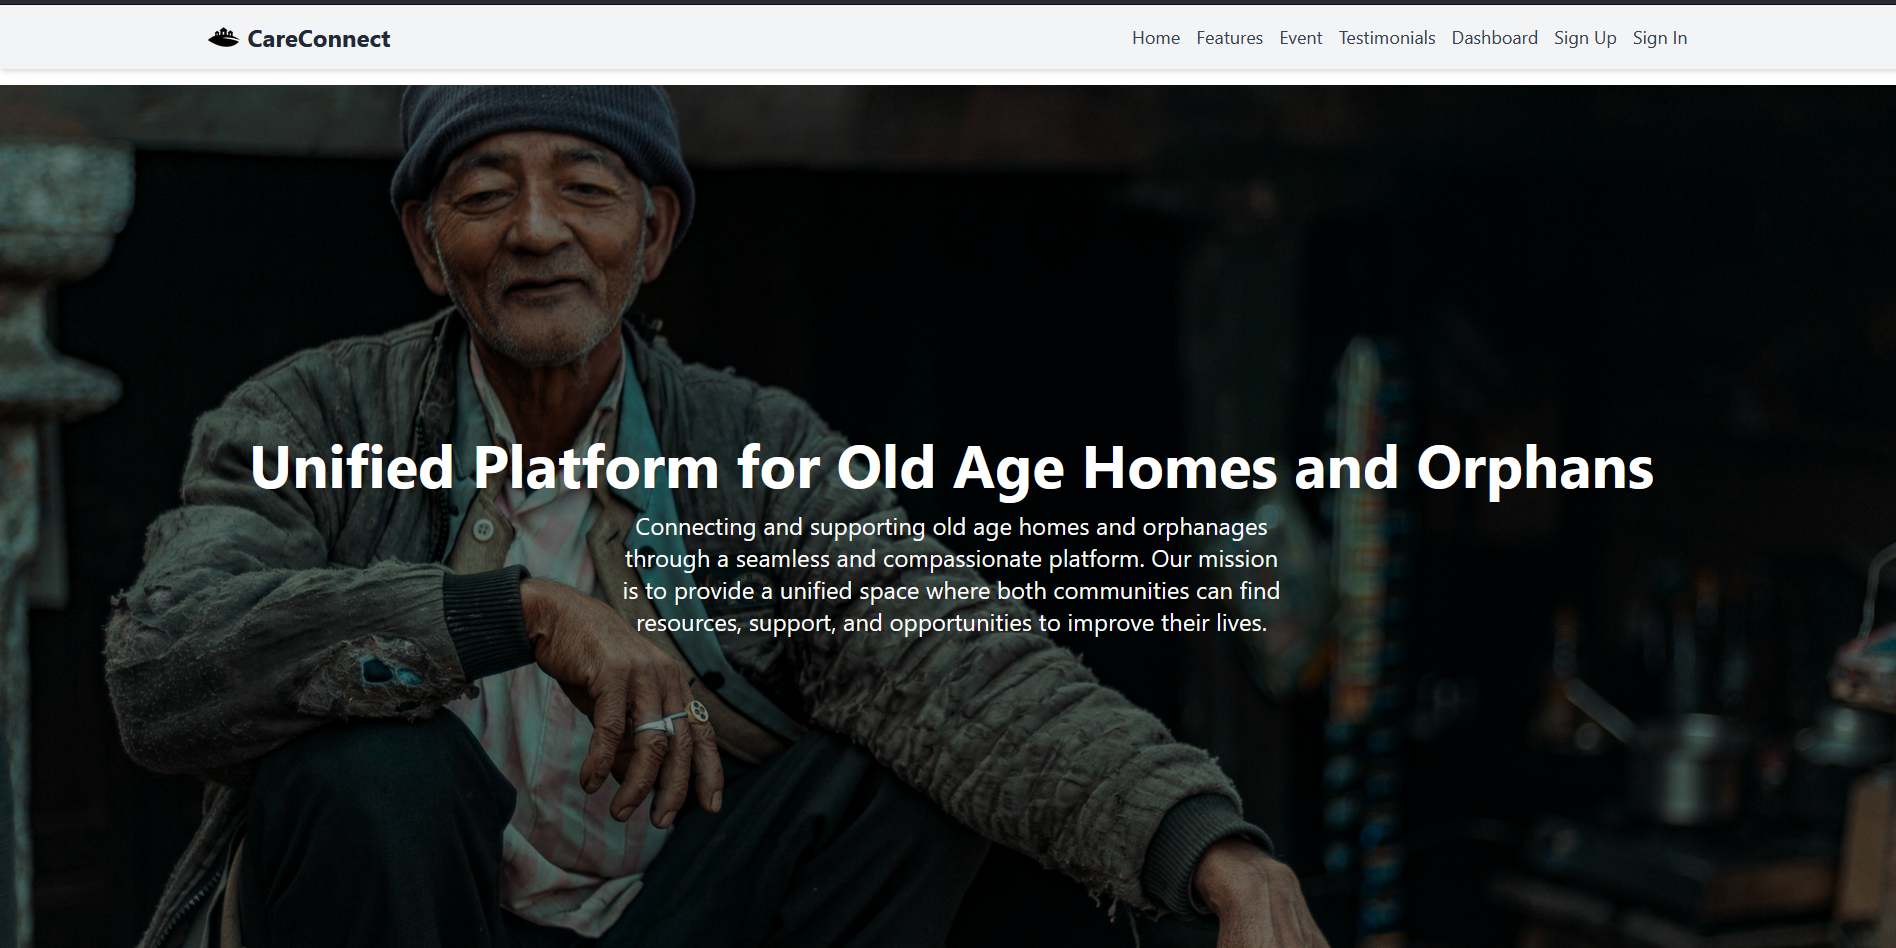 CareConnect
Home Features Event Testimonials Dashboard Sign Up Sign In
Unified Platform for Old Age Homes and Orphans
Connecting and supporting old age homes and orphanages
through a seamless and compassionate platform. Our mission
is to provide a unified space where both communities can find
resources, support, and opportunities to improve their lives.